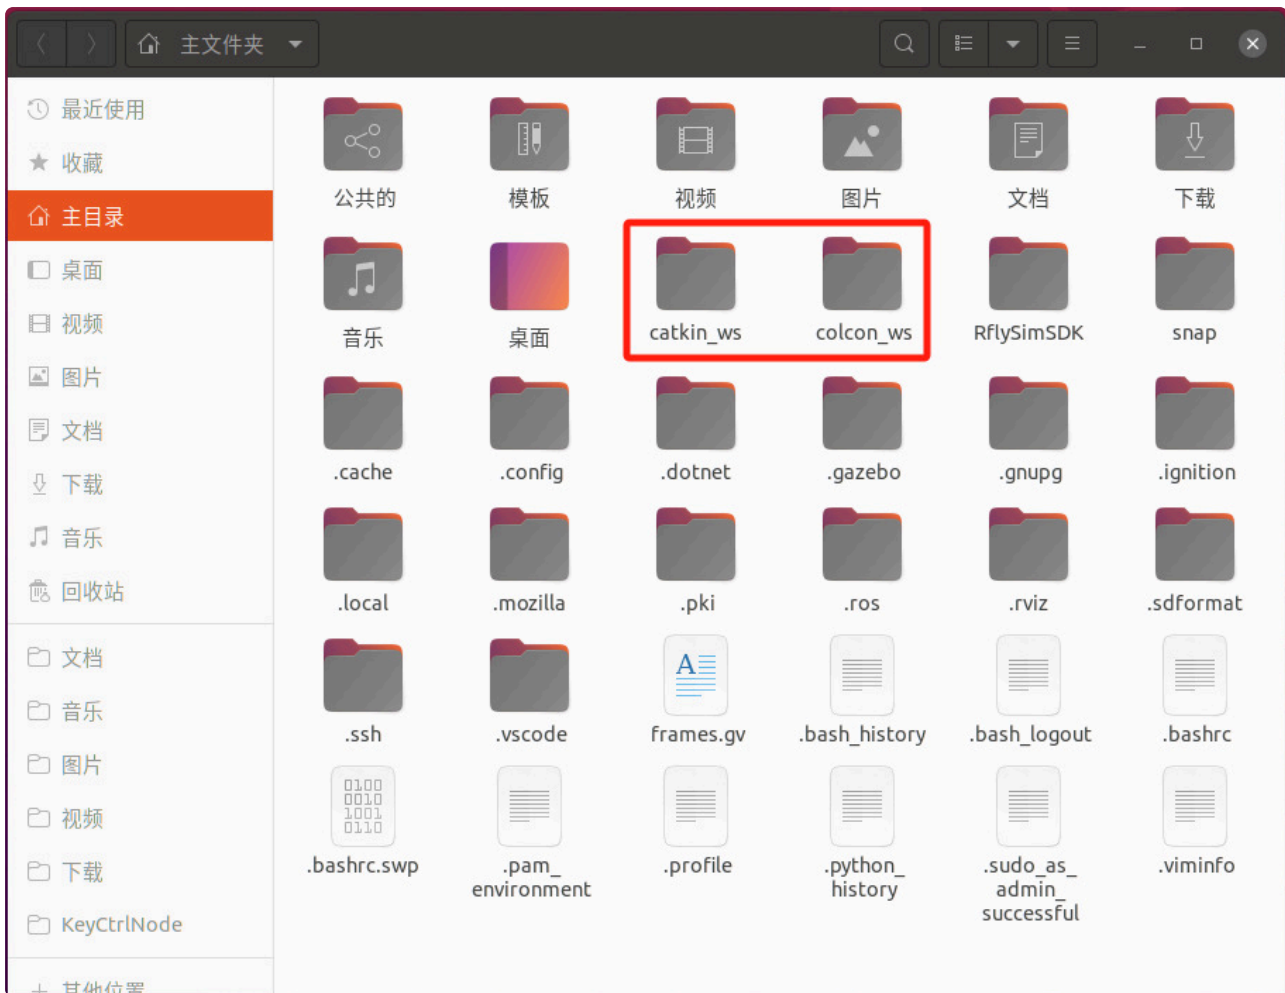 主文件夹
最近使用
收藏
主目录
桌面
视频
图片
文档
下载
音乐
回收站
文档
音乐
图片
视频
下载
KeyCtrlNode
其他位置
公共的
模板
视频
图片
文档
下载
音乐
桌面
catkin_ws
colcon_ws
RflySimSDK
snap
.cache
.config
.dotnet
.gazebo
.gnupg
.ignition
.local
.mozilla
.pki
.ros
.rviz
.sdformat
.ssh
.vscode
frames.gv
.bash_history
.bash_logout
.bashrc
.bashrc.swp
.pam_
environment
.profile
.python_
history
.sudo_as_
admin_
successful
.viminfo